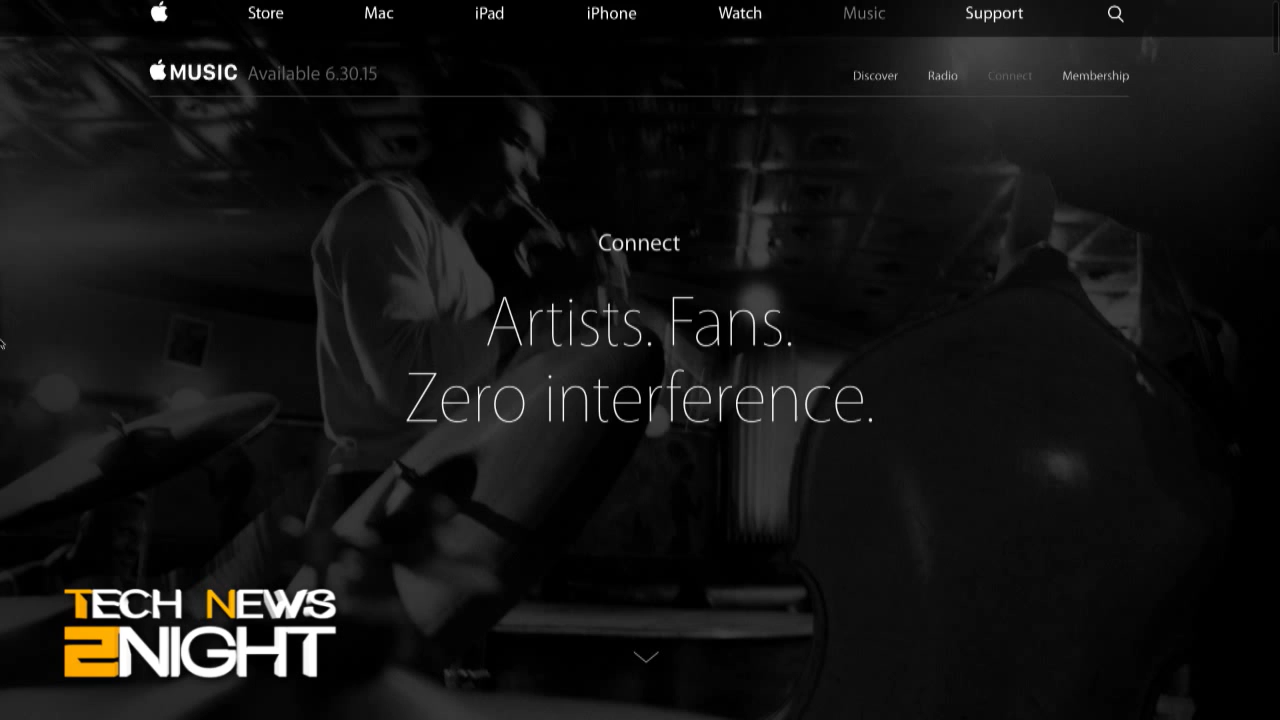 Store Mac iPad iPhone Watch Music Support
MUSIC Available 6.30.15 Discover Radio Connect Membership
Connect
Artists. Fans.
Zero interference.
TECH NEWS
2NIGHT